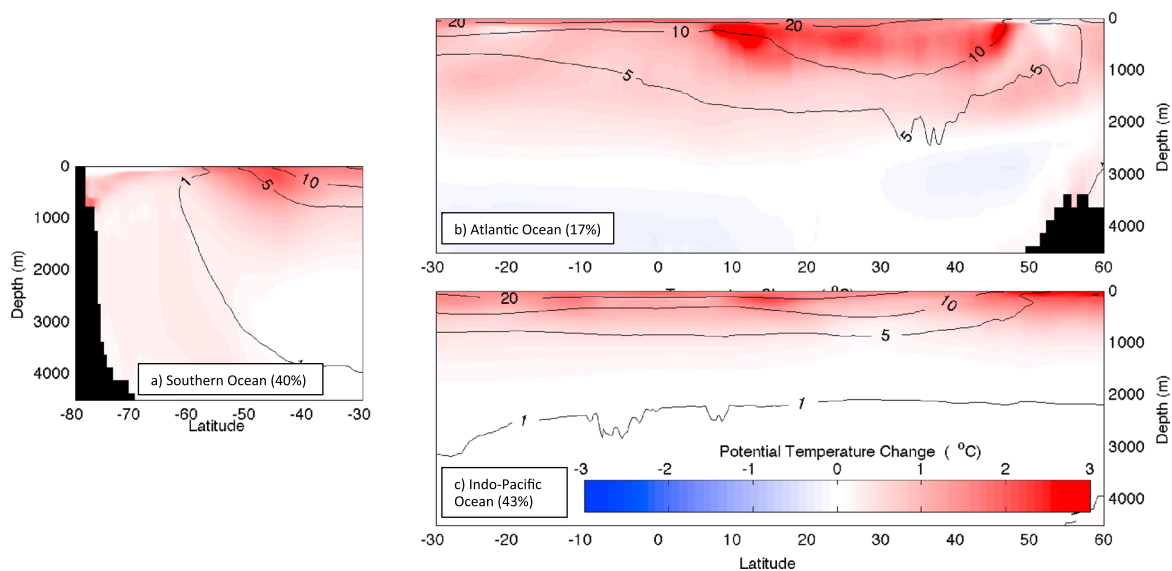 0
1000
2000
3000
4000
Depth (m)
1
5
10
1
a) Southern Ocean (40%)
-80 -70 -60 -50 -40 -30
Latitude
20
10
5
20
10
5
5
0
1000
2000
3000
4000
Depth (m)
b) Atlantic Ocean (17%)
-30 -20 -10 0 10 20 30 40 50 60
20
10
5
1
1
0
1000
2000
3000
4000
Depth (m)
Potential Temperature Change ( °C)
-3 -2 -1 0 1 2 3
c) Indo-Pacific
Ocean (43%)
-30 -20 -10 0 10 20 30 40 50 60
Latitude